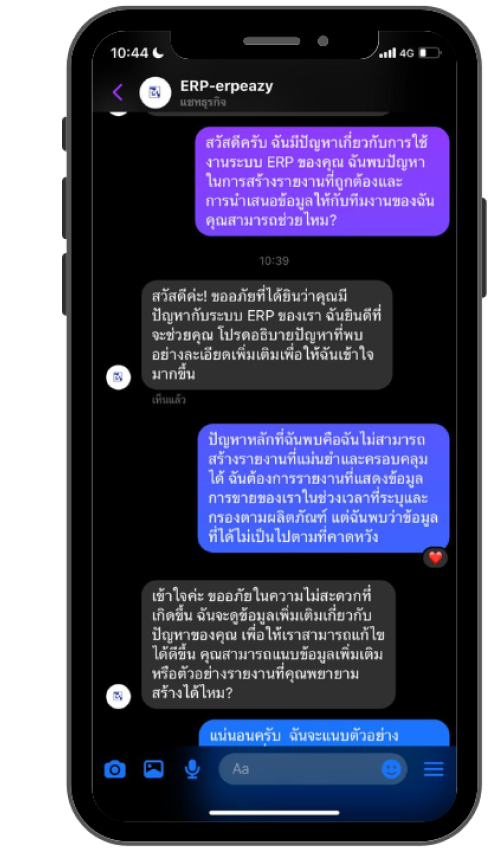 10:44
4G
ERP-erpeazy
แชทธุรกิจ
สวัสดีครับ ฉันมีปัญหาเกี่ยวกับการใช้
งานระบบ ERP ของคุณ ฉันพบปัญหา
ในการสร้างรายงานที่ถูกต้องและ
การนำเสนอข้อมูลให้กับทีมงานของฉัน
คุณสามารถช่วยไหม?
10:39
สวัสดีค่ะ! ขออภัยที่ได้ยินว่าคุณมี
ปัญหากับระบบ ERP ของเรา ฉันยินดีที่
จะช่วยคุณ โปรดอธิบายปัญหาที่พบ
อย่างละเอียดเพิ่มเติมเพื่อให้ฉันเข้าใจ
มากขึ้น
เห็นแล้ว
ปัญหาหลักที่ฉันพบคือฉันไม่สามารถ
สร้างรายงานที่แม่นยำและครอบคลุม
ได้ ฉันต้องการรายงานที่แสดงข้อมูล
การขายของเราในช่วงเวลาที่ระบุและ
กรองตามผลิตภัณฑ์ แต่ฉันพบว่าข้อมูล
ที่ได้ไม่เป็นไปตามที่คาดหวัง
เข้าใจค่ะ ขออภัยในความไม่สะดวกที่
เกิดขึ้น ฉันจะดูข้อมูลเพิ่มเติมเกี่ยวกับ
ปัญหาของคุณ เพื่อให้เราสามารถแก้ไข
ได้ดีขึ้น คุณสามารถแนบข้อมูลเพิ่มเติม
หรือตัวอย่างรายงานที่คุณพยายาม
สร้างได้ไหม?
แน่นอนครับ ฉันจะแนบตัวอย่าง
Aa